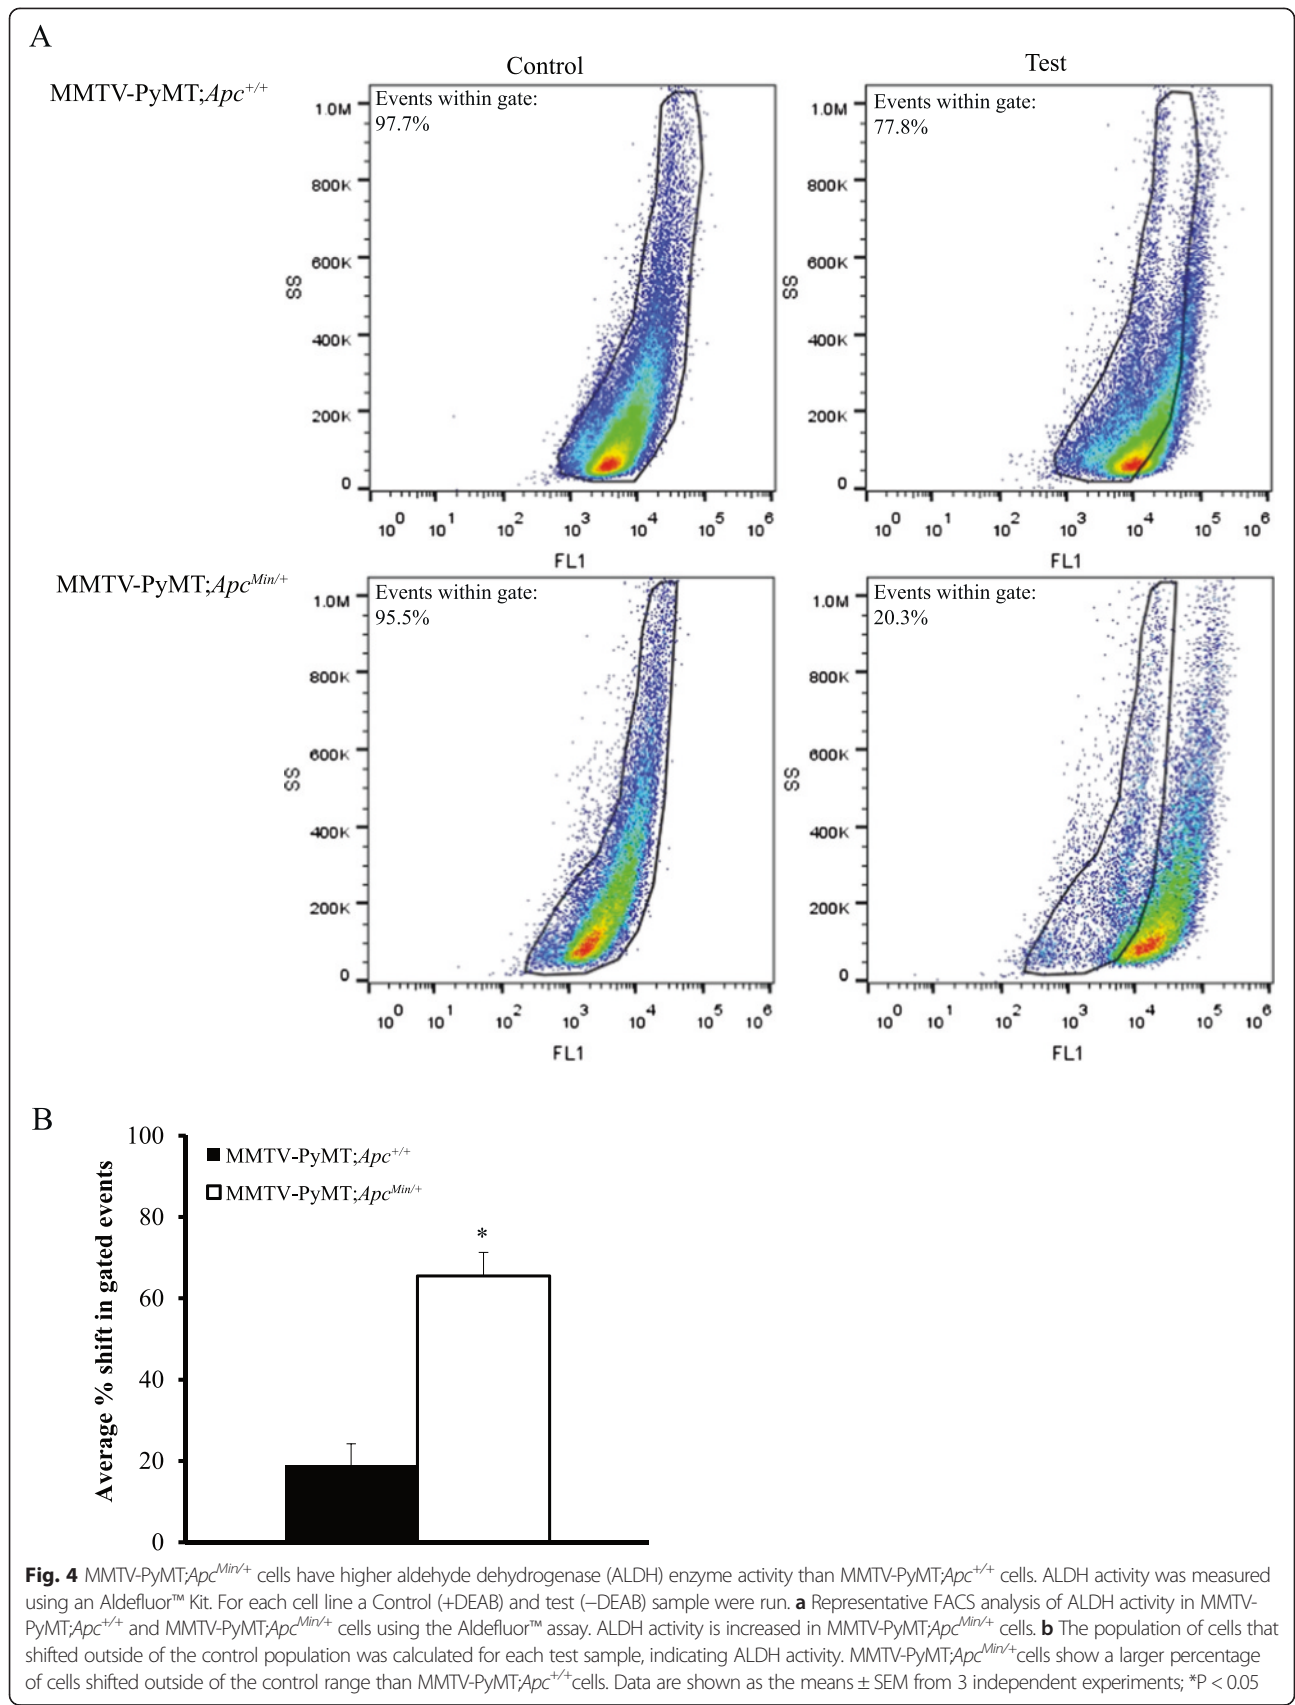 A
Control
Test
MMTV-PyMT;Apc+/+
Events within gate:
97.7%
1.0M
800K
600K
400K
200K
0
SS
10^0 10^1 10^2 10^3 10^4 10^5 10^6
FL1
Events within gate:
77.8%
1.0M
800K
600K
400K
200K
0
SS
10^0 10^1 10^2 10^3 10^4 10^5 10^6
FL1
MMTV-PyMT;ApcMin/+
Events within gate:
95.5%
1.0M
800K
600K
400K
200K
0
SS
10^0 10^1 10^2 10^3 10^4 10^5 10^6
FL1
Events within gate:
20.3%
1.0M
800K
600K
400K
200K
0
SS
10^0 10^1 10^2 10^3 10^4 10^5 10^6
FL1
B
Average % shift in gated events
100
80
60
40
20
0
MMTV-PyMT;Apc+/+
MMTV-PyMT;ApcMin/+
*
Fig. 4 MMTV-PyMT;ApcMin/+ cells have higher aldehyde dehydrogenase (ALDH) enzyme activity than MMTV-PyMT;Apc+/+ cells. ALDH activity was measured
using an Aldefluor™ Kit. For each cell line a Control (+DEAB) and test (−DEAB) sample were run. a Representative FACS analysis of ALDH activity in MMTV-
PyMT;Apc+/+ and MMTV-PyMT;ApcMin/+ cells using the Aldefluor™ assay. ALDH activity is increased in MMTV-PyMT;ApcMin/+ cells. b The population of cells that
shifted outside of the control population was calculated for each test sample, indicating ALDH activity. MMTV-PyMT;ApcMin/+cells show a larger percentage
of cells shifted outside of the control range than MMTV-PyMT;Apc+/+cells. Data are shown as the means ± SEM from 3 independent experiments; *P < 0.05